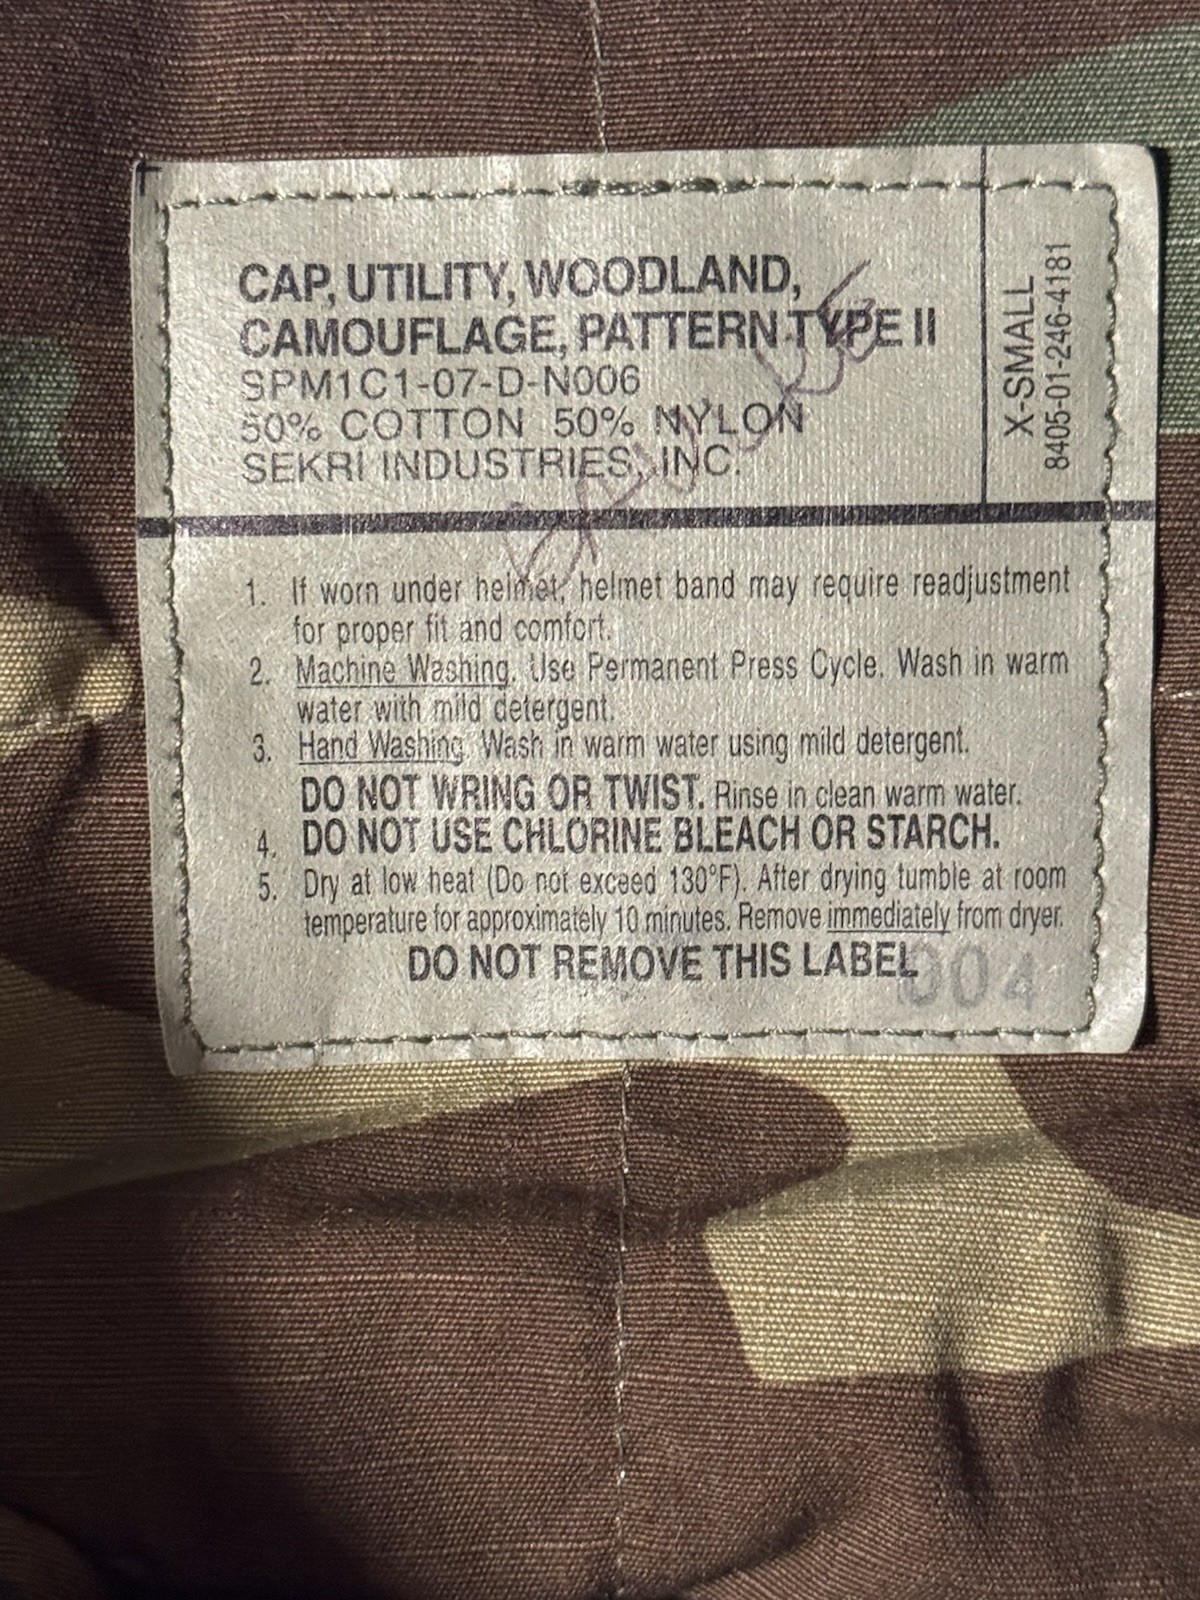 CAP, UTILITY, WOODLAND,
CAMOUFLAGE, PATTERN TYPE II
SPM1C1-07-D-N006
50% COTTON 50% NYLON
SEKRI INDUSTRIES, INC.
X-SMALL
8405-01-246-4181
1. If worn under helmet, helmet band may require readjustment
for proper fit and comfort.
2. Machine Washing. Use Permanent Press Cycle. Wash in warm
water with mild detergent.
3. Hand Washing. Wash in warm water using mild detergent.
DO NOT WRING OR TWIST. Rinse in clean warm water.
4. DO NOT USE CHLORINE BLEACH OR STARCH.
5. Dry at low heat (Do not exceed 130°F). After drying tumble at room
temperature for approximately 10 minutes. Remove immediately from dryer.
DO NOT REMOVE THIS LABEL
004